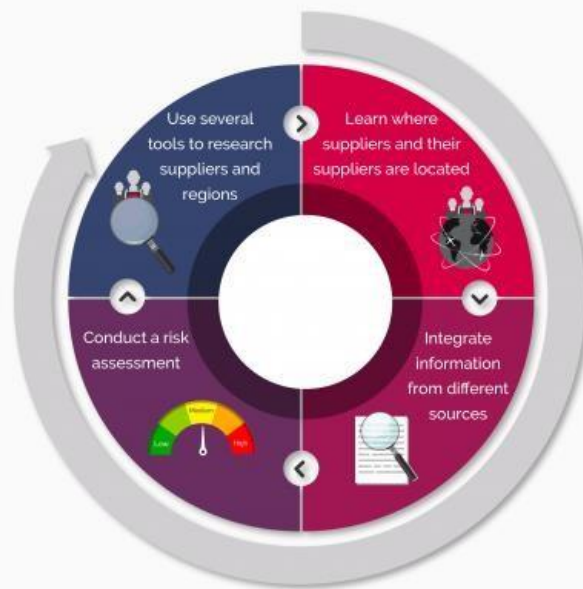 Use several
tools to research
suppliers and
regions
Learn where
suppliers and their
suppliers are located
Conduct a risk
assessment
Low
Medium
High
Integrate
information
from different
sources